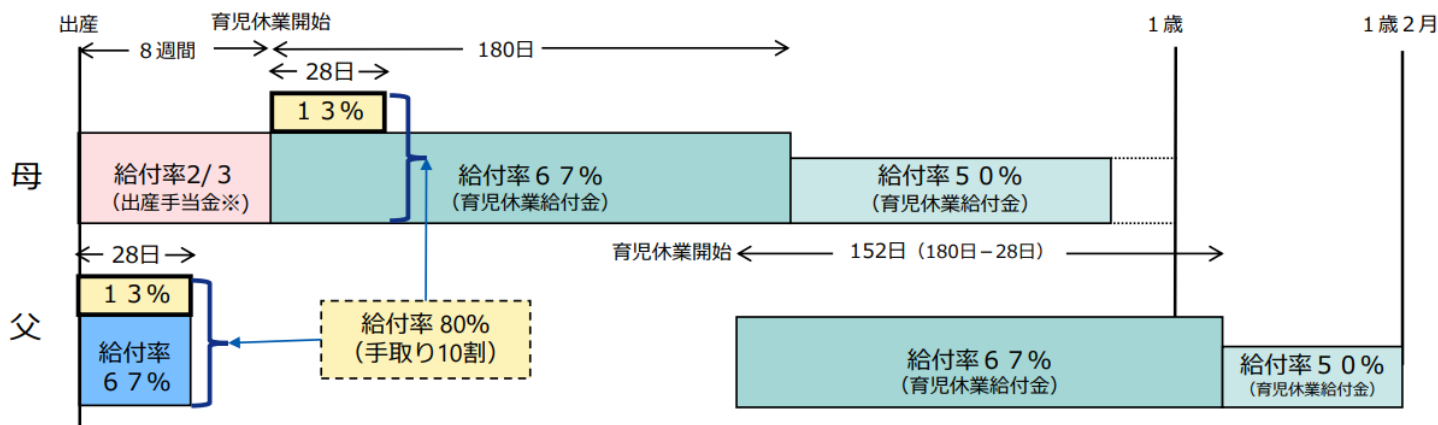 出産
育児休業開始
1歳
1歳2月
8週間
180日
28日
13%
母
給付率2/3
(出産手当金※)
給付率67%
(育児休業給付金)
給付率50%
(育児休業給付金)
28日
育児休業開始
152日(180日-28日)
13%
父
給付率
67%
給付率 80%
(手取り10割)
給付率67%
(育児休業給付金)
給付率50%
(育児休業給付金)